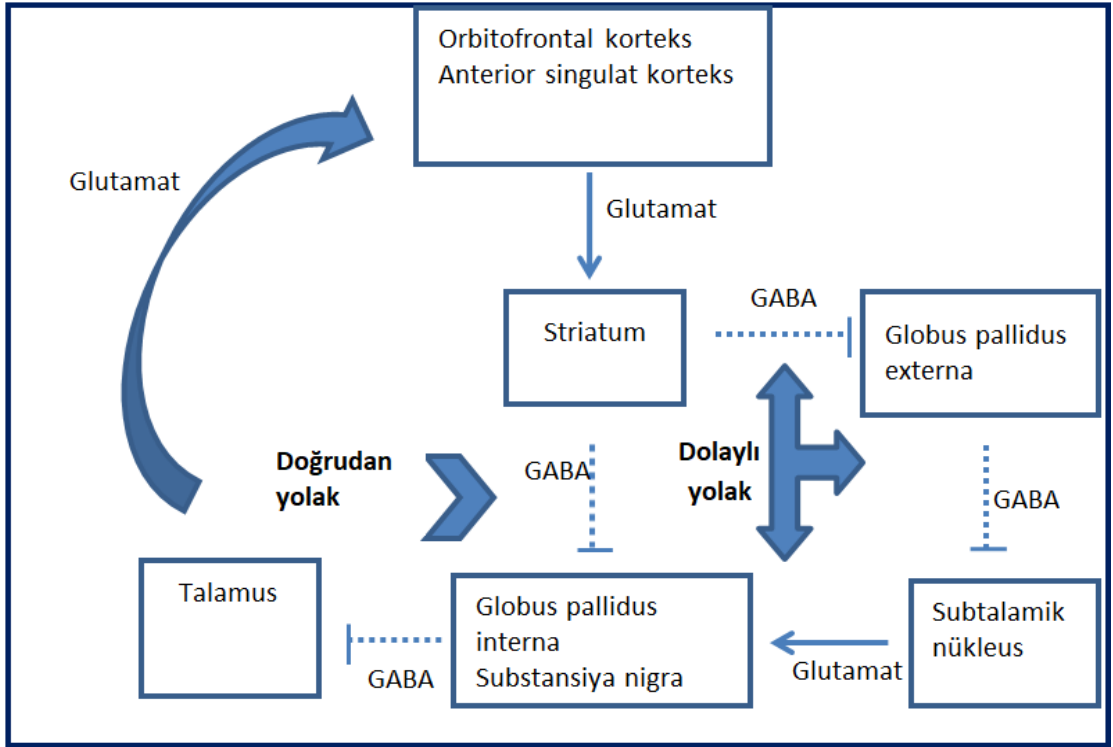 Orbitofrontal korteks
Anterior singulat korteks
Glutamat
Glutamat
GABA
Striatum
Globus pallidus
externa
Doğrudan
yolak
GABA
Dolaylı
yolak
GABA
Talamus
Globus pallidus
interna
Substansiya nigra
Subtalamik
nükleus
GABA
Glutamat